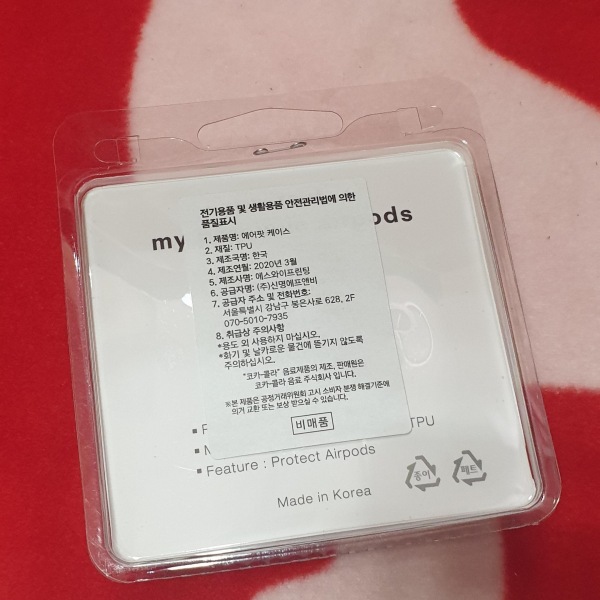 전기용품 및 생활용품 안전관리법에 의한
품질표시
my ods
1. 제품명: 에어팟 케이스
2. 재질: TPU
3. 제조국명: 한국
4. 제조연월: 2020년 3월
5. 제조사명: 에스와이프린팅
6. 공급자명: (주)신명에프앤비
7. 공급자 주소 및 전화번호:
서울특별시 강남구 봉은사로 628, 2F
070-5010-7935
8. 취급상 주의사항
*용도 외 사용하지 마십시오.
*화기 및 날카로운 물건에 뜯기지 않도록
주의하십시오.
"코카-콜라" 음료제품의 제조, 판매원은
코카-콜라 음료 주식회사 입니다.
※본 제품은 공정거래위원회 고시 소비자 분쟁 해결기준에
의거 교환 또는 보상 받으실 수 있습니다.
비매품
TPU
▪ Feature : Protect Airpods
종이 페트
Made in Korea